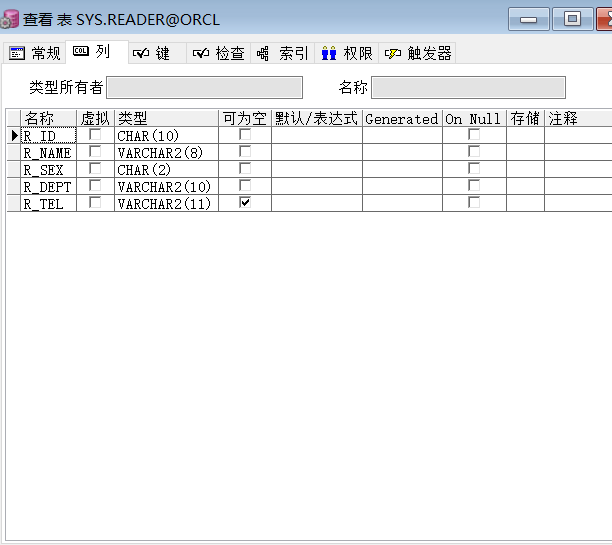 查看 表 SYS.READER@ORCL
常规 列 键 检查 索引 权限 触发器
类型所有者 名称
名称 虚拟 类型 可为空 默认/表达式 Generated On Null 存储 注释
R_ID CHAR(10)
R_NAME VARCHAR2(8)
R_SEX CHAR(2)
R_DEPT VARCHAR2(10)
R_TEL VARCHAR2(11)